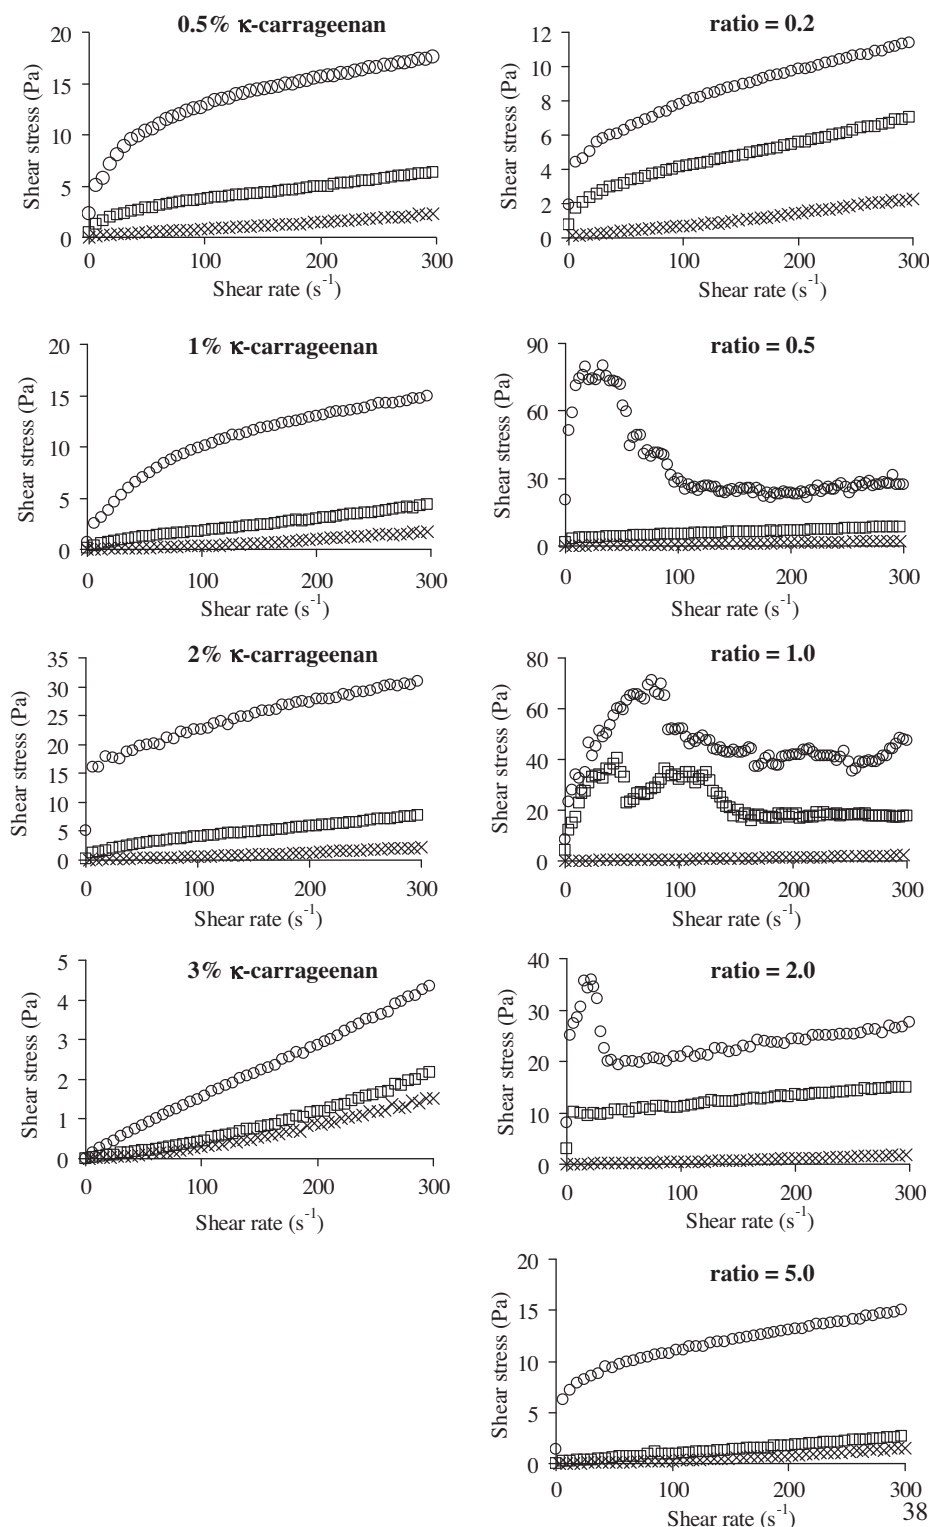 0.5% κ-carrageenan
Shear stress (Pa)
20
15
10
5
0
0 100 200 300
Shear rate (s⁻¹)
ratio = 0.2
Shear stress (Pa)
12
10
8
6
4
2
0
0 100 200 300
Shear rate (s⁻¹)
1% κ-carrageenan
Shear stress (Pa)
20
15
10
5
0
0 100 200 300
Shear rate (s⁻¹)
ratio = 0.5
Shear stress (Pa)
90
60
30
0
0 100 200 300
Shear rate (s⁻¹)
2% κ-carrageenan
Shear stress (Pa)
35
30
25
20
15
10
5
0
0 100 200 300
Shear rate (s⁻¹)
ratio = 1.0
Shear stress (Pa)
80
60
40
20
0
0 100 200 300
Shear rate (s⁻¹)
3% κ-carrageenan
Shear stress (Pa)
5
4
3
2
1
0
0 100 200 300
Shear rate (s⁻¹)
ratio = 2.0
Shear stress (Pa)
40
30
20
10
0
0 100 200 300
Shear rate (s⁻¹)
ratio = 5.0
Shear stress (Pa)
20
15
10
5
0
0 100 200 300
Shear rate (s⁻¹)
38